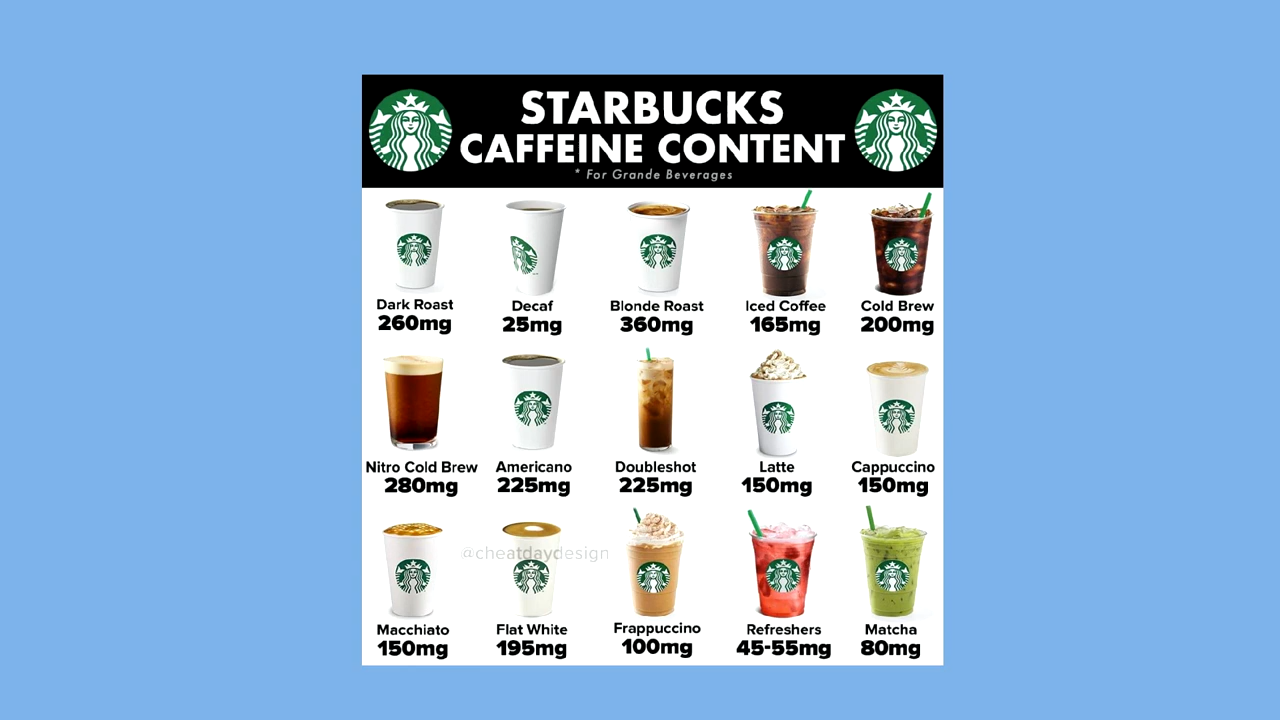 STARBUCKS
CAFFEINE CONTENT
* For Grande Beverages
Dark Roast
260mg
Decaf
25mg
Blonde Roast
360mg
Iced Coffee
165mg
Cold Brew
200mg
Nitro Cold Brew
280mg
Americano
225mg
Doubleshot
225mg
Latte
150mg
Cappuccino
150mg
@cheatdaydesign
Macchiato
150mg
Flat White
195mg
Frappuccino
100mg
Refreshers
45-55mg
Matcha
80mg